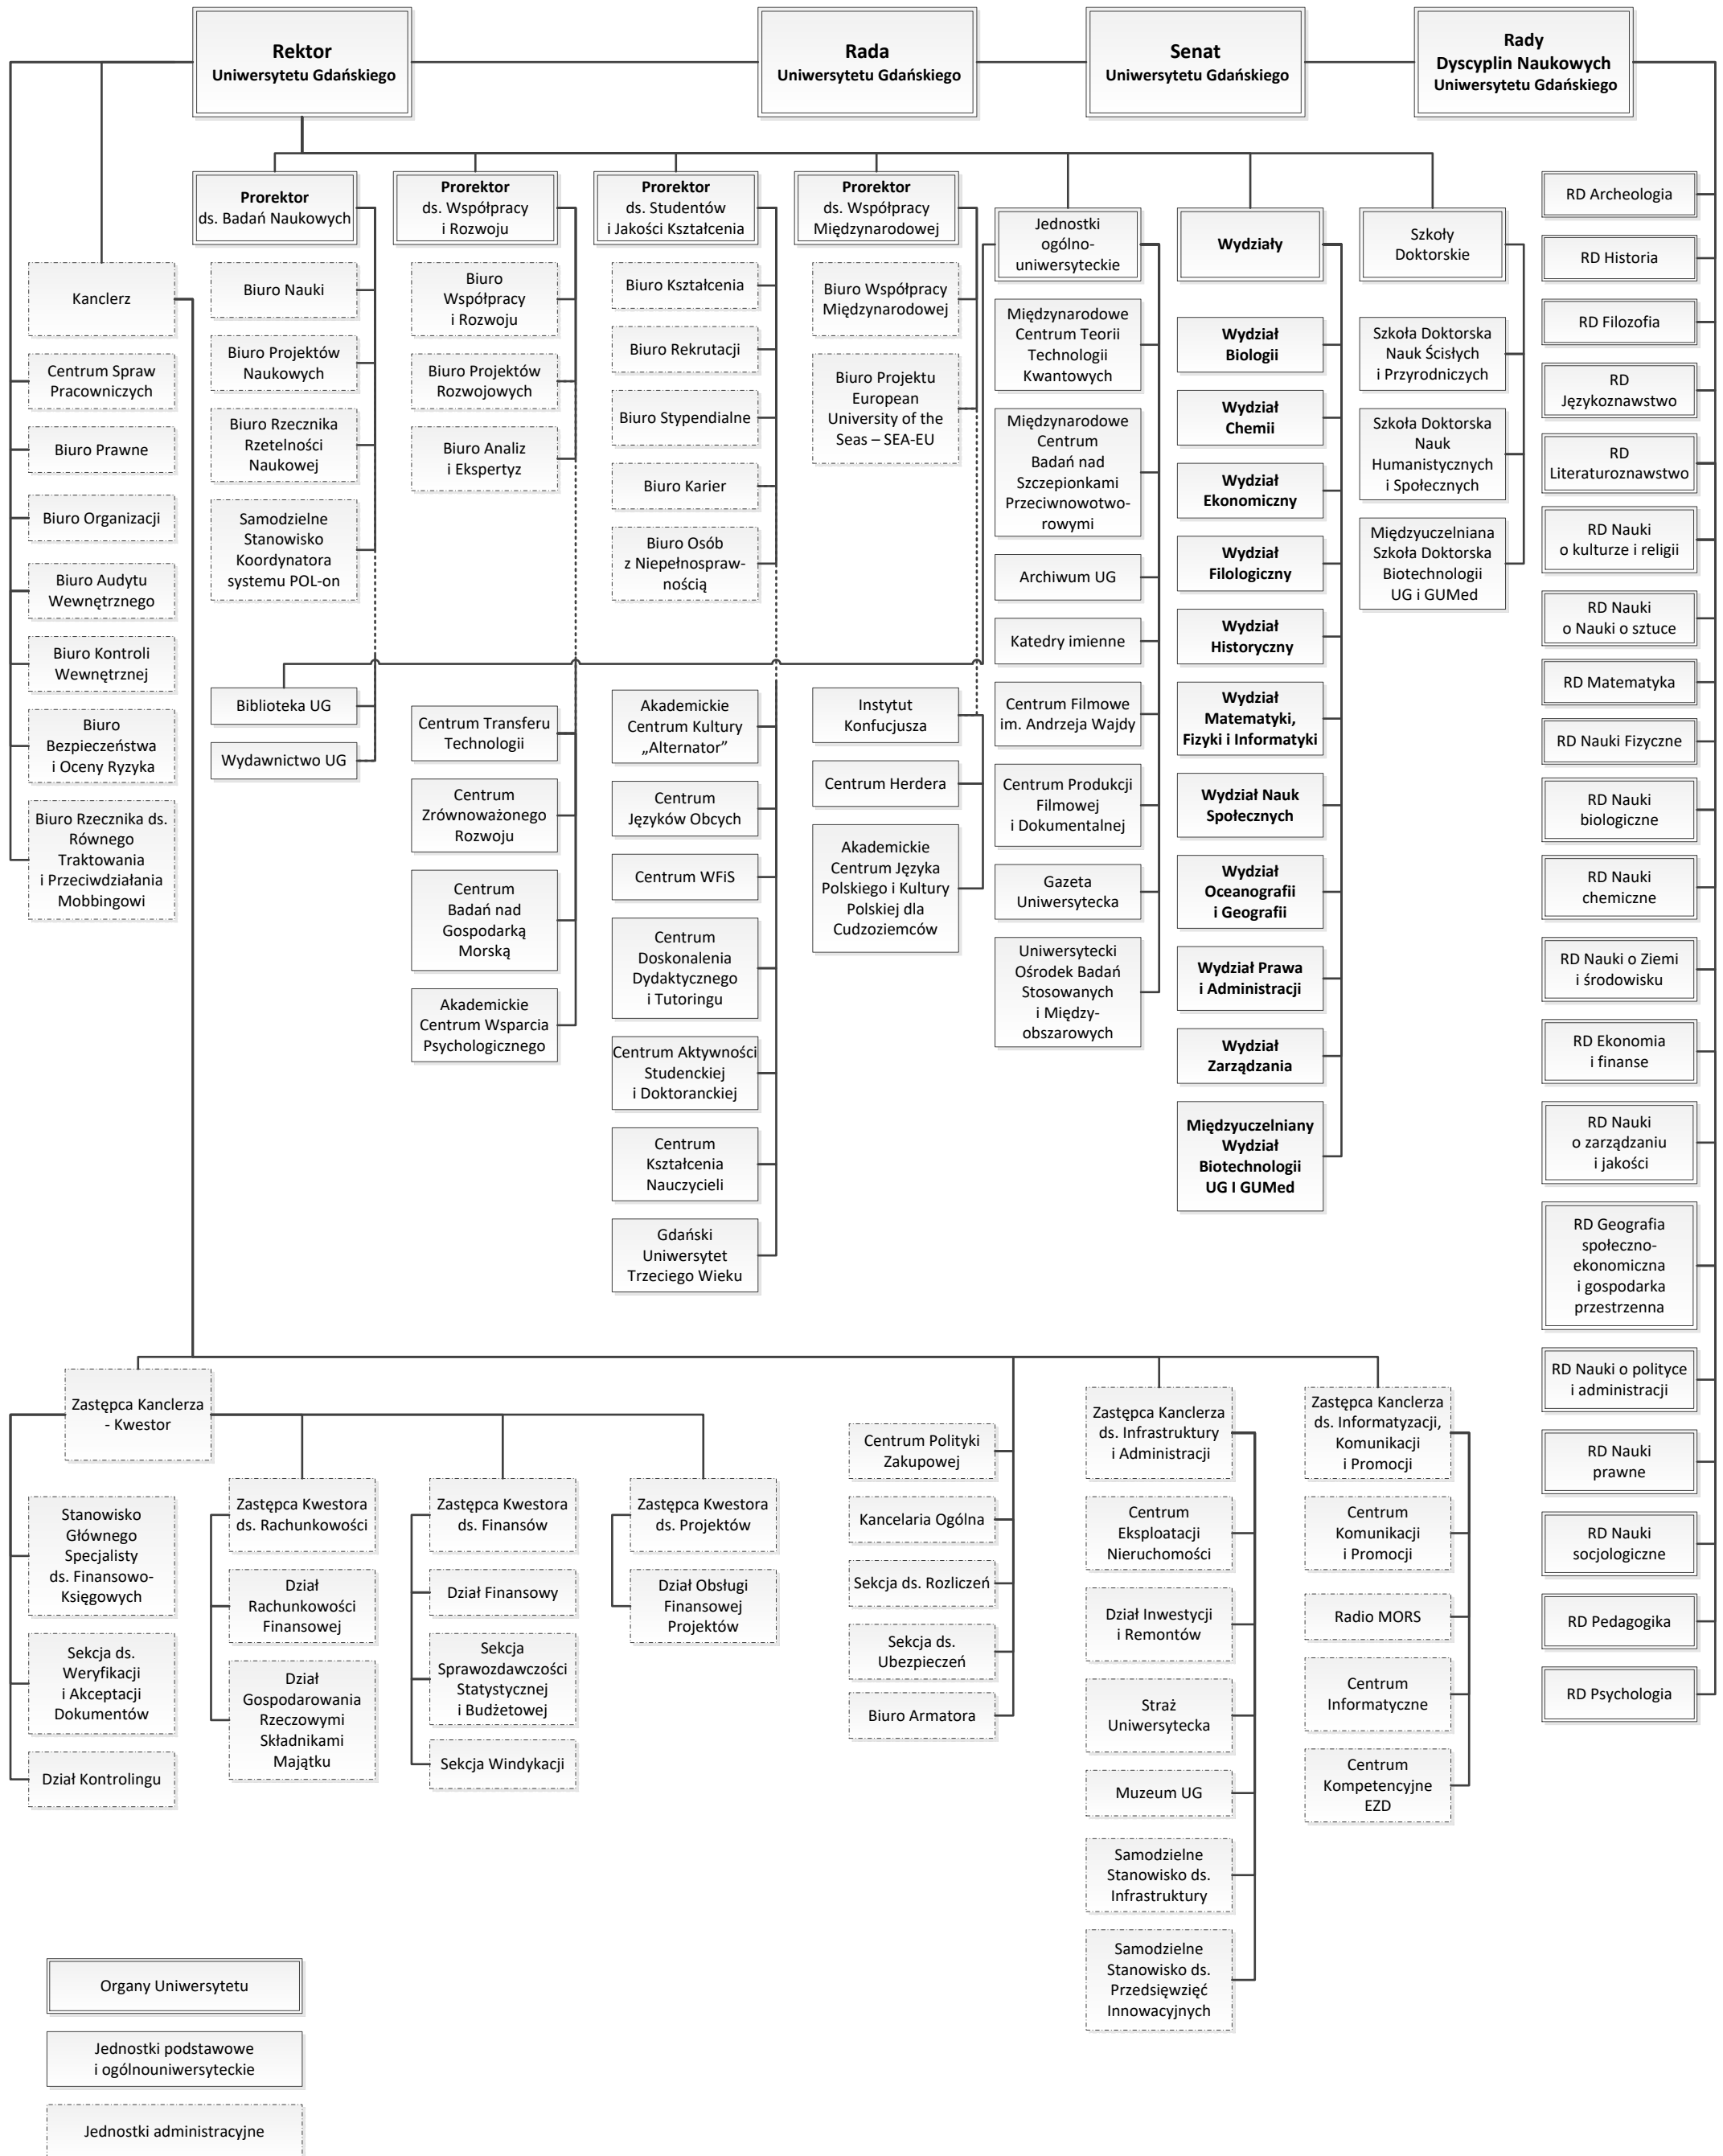 Rektor
Uniwersytetu Gdańskiego
Rada
Uniwersytetu Gdańskiego
Senat
Uniwersytetu Gdańskiego
Rady
Dyscyplin Naukowych
Uniwersytetu Gdańskiego
Kanclerz
Centrum Spraw
Pracowniczych
Biuro Prawne
Biuro Organizacji
Biuro Audytu
Wewnętrznego
Biuro Kontroli
Wewnętrznej
Biuro
Bezpieczeństwa
i Oceny Ryzyka
Biuro Rzecznika ds.
Równego
Traktowania
i Przeciwdziałania
Mobbingowi
Prorektor
ds. Badań Naukowych
Biuro Nauki
Biuro Projektów
Naukowych
Biuro Rzecznika
Rzetelności
Naukowej
Samodzielne
Stanowisko
Koordynatora
systemu POL-on
Biblioteka UG
Wydawnictwo UG
Prorektor
ds. Współpracy
i Rozwoju
Biuro
Współpracy
i Rozwoju
Biuro Projektów
Rozwojowych
Biuro Analiz
i Ekspertyz
Centrum Transferu
Technologii
Centrum
Zrównoważonego
Rozwoju
Centrum
Badań nad
Gospodarką
Morską
Akademickie
Centrum Wsparcia
Psychologicznego
Prorektor
ds. Studentów
i Jakości Kształcenia
Biuro Kształcenia
Biuro Rekrutacji
Biuro Stypendialne
Biuro Karier
Biuro Osób
z Niepełnospraw-
nością
Akademickie
Centrum Kultury
„Alternator”
Centrum
Języków Obcych
Centrum WFiS
Centrum
Doskonalenia
Dydaktycznego
i Tutoringu
Centrum Aktywności
Studenckiej
i Doktoranckiej
Centrum
Kształcenia
Nauczycieli
Gdański
Uniwersytet
Trzeciego Wieku
Prorektor
ds. Współpracy
Międzynarodowej
Biuro Współpracy
Międzynarodowej
Biuro Projektu
European
University of the
Seas – SEA-EU
Instytut
Konfucjusza
Centrum Herdera
Akademickie
Centrum Języka
Polskiego i Kultury
Polskiej dla
Cudzoziemców
Jednostki
ogólno-
uniwersyteckie
Międzynarodowe
Centrum Teorii
Technologii
Kwantowych
Międzynarodowe
Centrum
Badań nad
Szczepionkami
Przeciwnowotwo-
rowymi
Archiwum UG
Katedry imienne
Centrum Filmowe
im. Andrzeja Wajdy
Centrum Produkcji
Filmowej
i Dokumentalnej
Gazeta
Uniwersytecka
Uniwersytecki
Ośrodek Badań
Stosowanych
i Między-
obszarowych
Wydziały
Wydział
Biologii
Wydział
Chemii
Wydział
Ekonomiczny
Wydział
Filologiczny
Wydział
Historyczny
Wydział
Matematyki,
Fizyki i Informatyki
Wydział Nauk
Społecznych
Wydział
Oceanografii
i Geografii
Wydział Prawa
i Administracji
Wydział
Zarządzania
Międzyuczelniany
Wydział
Biotechnologii
UG I GUMed
Szkoły
Doktorskie
Szkoła Doktorska
Nauk Ścisłych
i Przyrodniczych
Szkoła Doktorska
Nauk
Humanistycznych
i Społecznych
Międzyuczelniana
Szkoła Doktorska
Biotechnologii
UG i GUMed
RD Archeologia
RD Historia
RD Filozofia
RD
Językoznawstwo
RD
Literaturoznawstwo
RD Nauki
o kulturze i religii
RD Nauki
o Nauki o sztuce
RD Matematyka
RD Nauki Fizyczne
RD Nauki
biologiczne
RD Nauki
chemiczne
RD Nauki o Ziemi
i środowisku
RD Ekonomia
i finanse
RD Nauki
o zarządzaniu
i jakości
RD Geografia
społeczno-
ekonomiczna
i gospodarka
przestrzenna
RD Nauki o polityce
i administracji
RD Nauki
prawne
RD Nauki
socjologiczne
RD Pedagogika
RD Psychologia
Zastępca Kanclerza
- Kwestor
Stanowisko
Głównego
Specjalisty
ds. Finansowo-
Księgowych
Sekcja ds.
Weryfikacji
i Akceptacji
Dokumentów
Dział Kontrolingu
Zastępca Kwestora
ds. Rachunkowości
Dział
Rachunkowości
Finansowej
Dział
Gospodarowania
Rzeczowymi
Składnikami
Majątku
Zastępca Kwestora
ds. Finansów
Dział Finansowy
Sekcja
Sprawozdawczości
Statystycznej
i Budżetowej
Sekcja Windykacji
Zastępca Kwestora
ds. Projektów
Dział Obsługi
Finansowej
Projektów
Centrum Polityki
Zakupowej
Kancelaria Ogólna
Sekcja ds. Rozliczeń
Sekcja ds.
Ubezpieczeń
Biuro Armatora
Zastępca Kanclerza
ds. Infrastruktury
i Administracji
Centrum
Eksploatacji
Nieruchomości
Dział Inwestycji
i Remontów
Straż
Uniwersytecka
Muzeum UG
Samodzielne
Stanowisko ds.
Infrastruktury
Samodzielne
Stanowisko ds.
Przedsięwzięć
Innowacyjnych
Zastępca Kanclerza
ds. Informatyzacji,
Komunikacji
i Promocji
Centrum
Komunikacji
i Promocji
Radio MORS
Centrum
Informatyczne
Centrum
Kompetencyjne
EZD
Organy Uniwersytetu
Jednostki podstawowe
i ogólnouniwersyteckie
Jednostki administracyjne